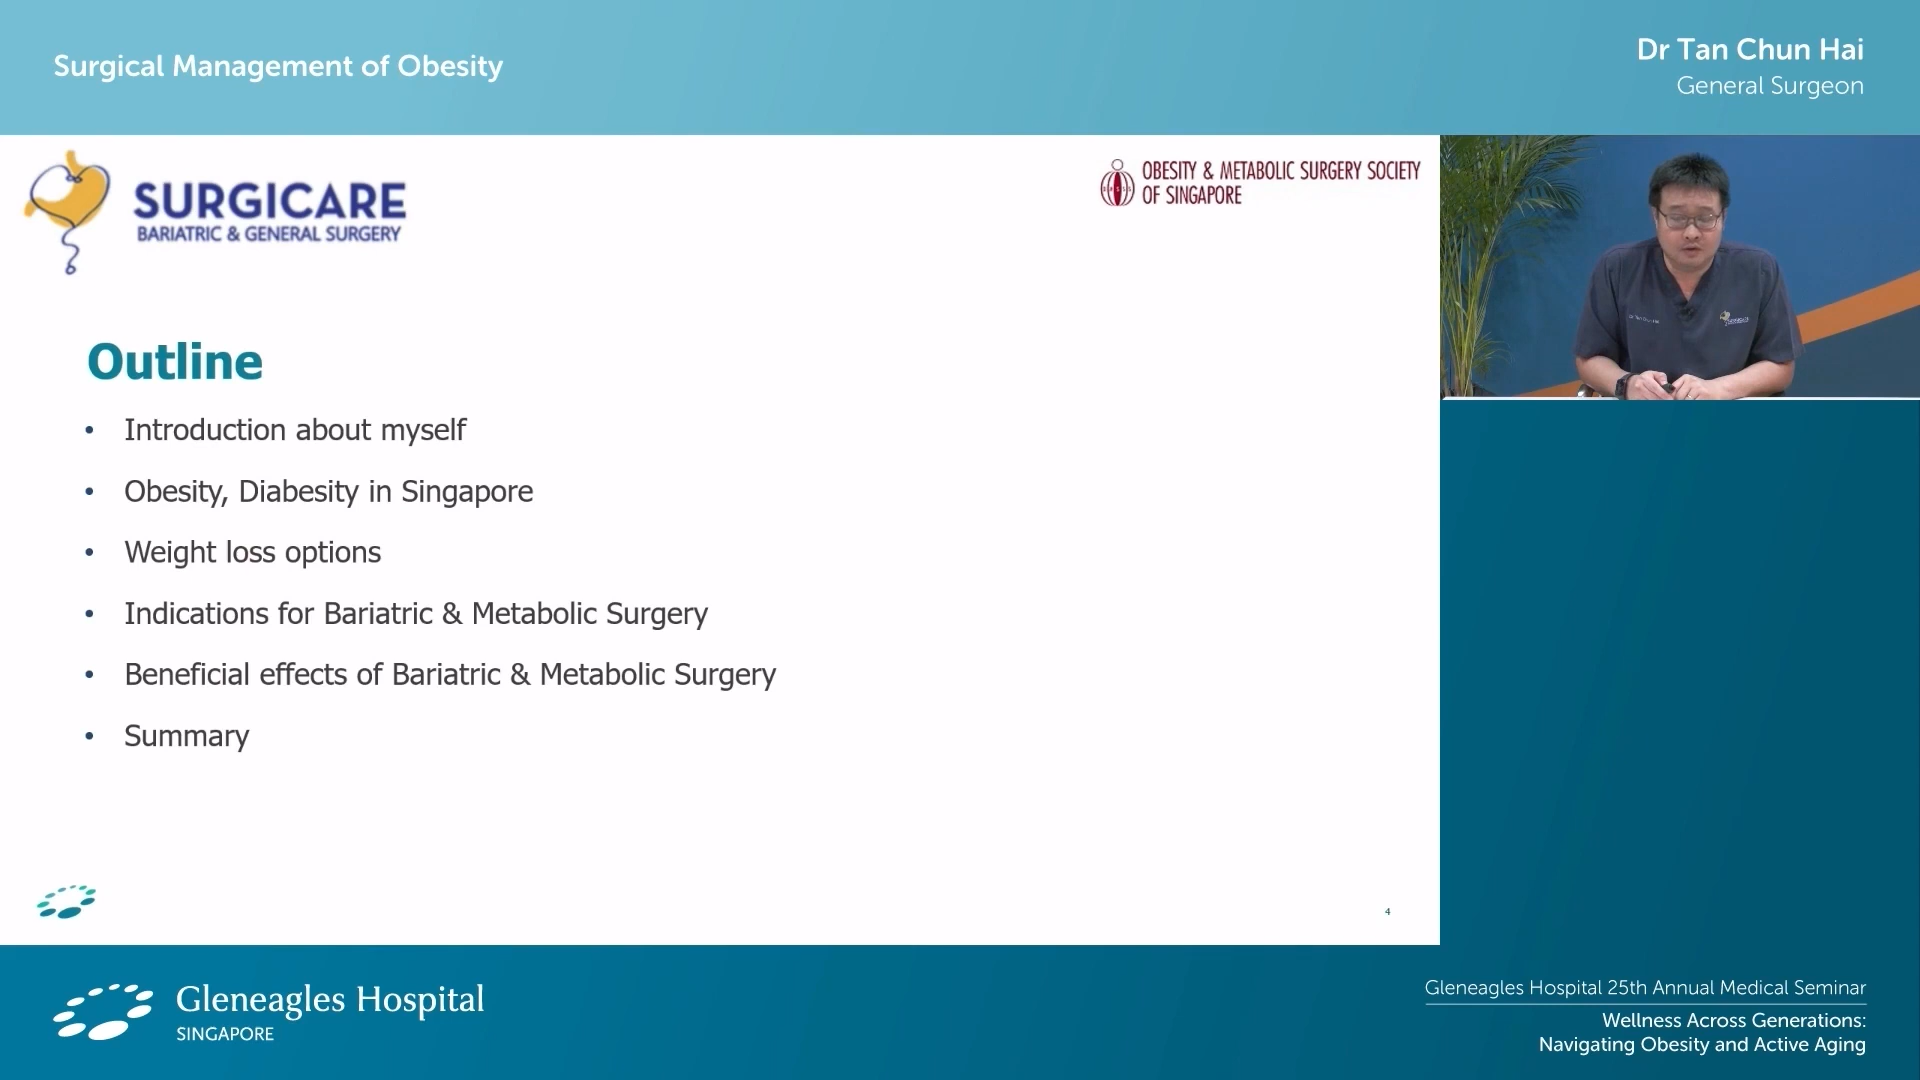 Surgical Management of Obesity
Dr Tan Chun Hai
General Surgeon
SURGICARE
BARIATRIC & GENERAL SURGERY
OBESITY & METABOLIC SURGERY SOCIETY
OF SINGAPORE
Outline
• Introduction about myself
• Obesity, Diabesity in Singapore
• Weight loss options
• Indications for Bariatric & Metabolic Surgery
• Beneficial effects of Bariatric & Metabolic Surgery
• Summary
4
Gleneagles Hospital
SINGAPORE
Gleneagles Hospital 25th Annual Medical Seminar
Wellness Across Generations:
Navigating Obesity and Active Aging